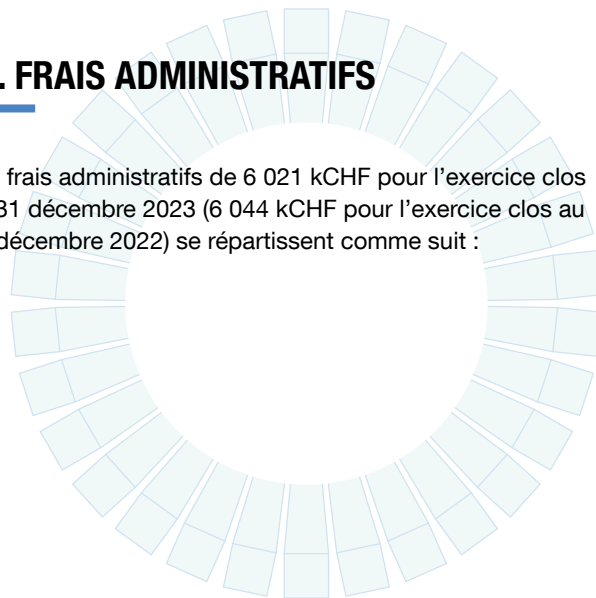 . FRAIS ADMINISTRATIFS
frais administratifs de 6 021 kCHF pour l’exercice clos
31 décembre 2023 (6 044 kCHF pour l’exercice clos au
décembre 2022) se répartissent comme suit :